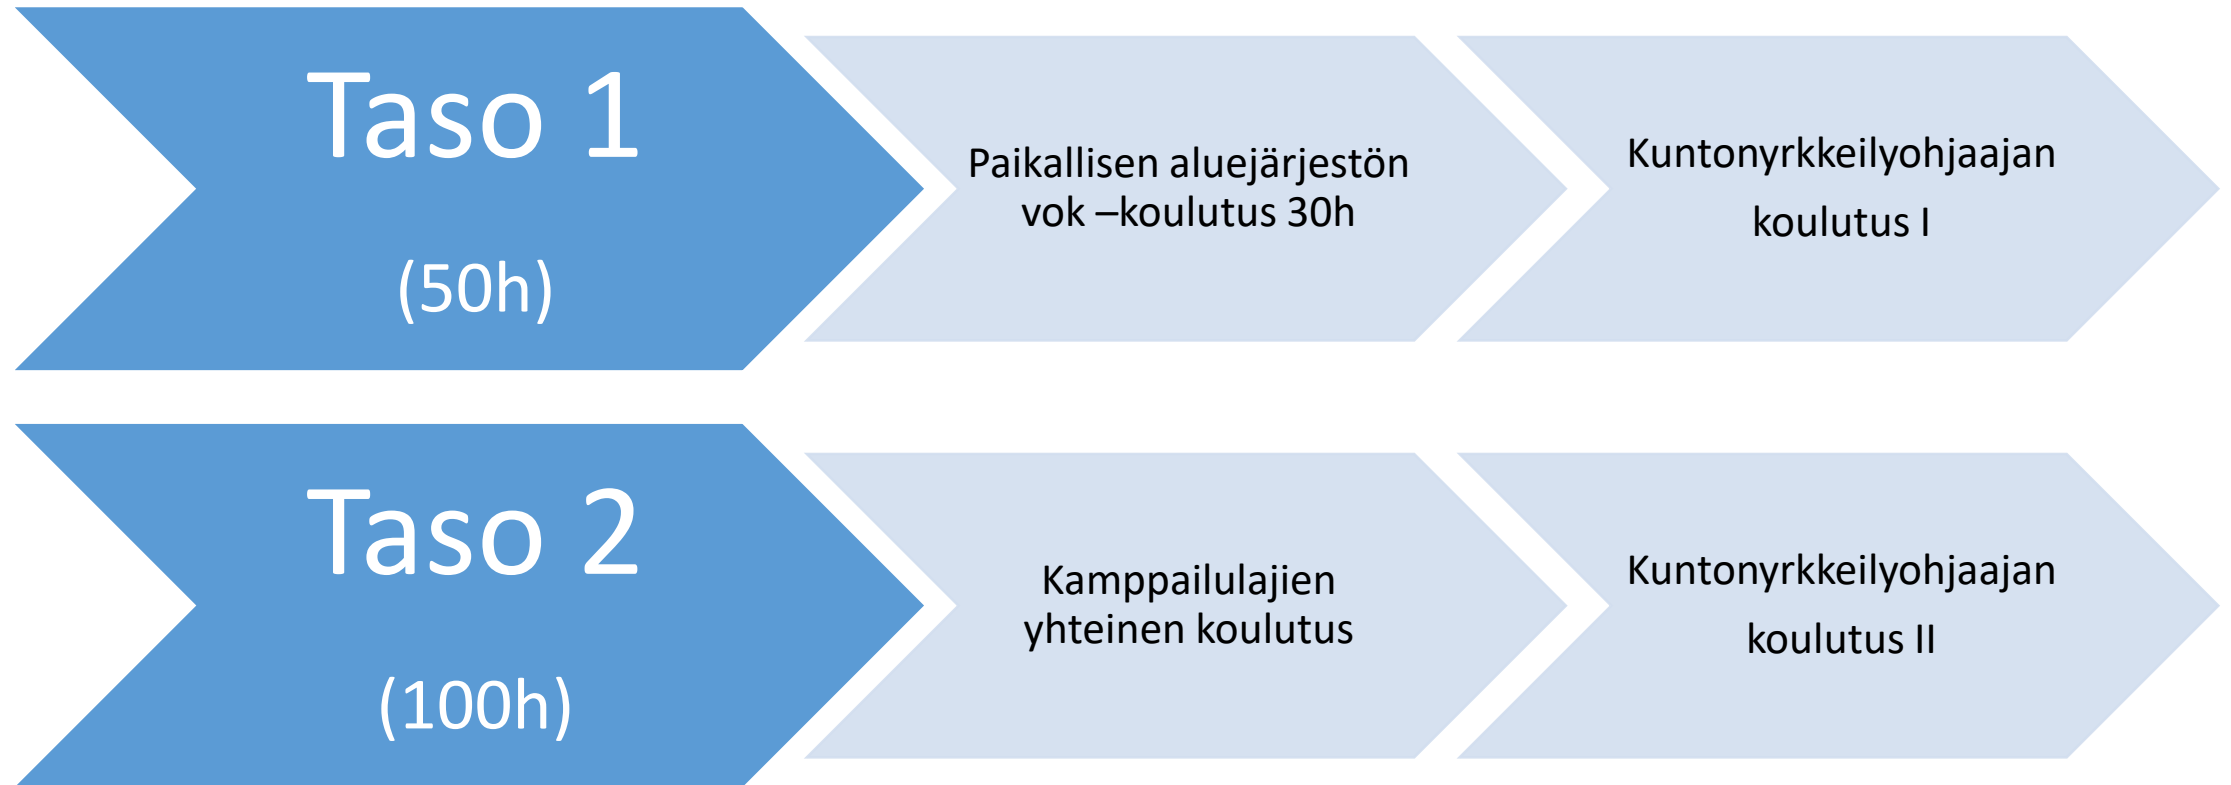 Taso 1
(50h)
Paikallisen aluejärjestön
vok –koulutus 30h
Kuntonyrkkeilyohjaajan
koulutus I
Taso 2
(100h)
Kamppailulajien
yhteinen koulutus
Kuntonyrkkeilyohjaajan
koulutus II